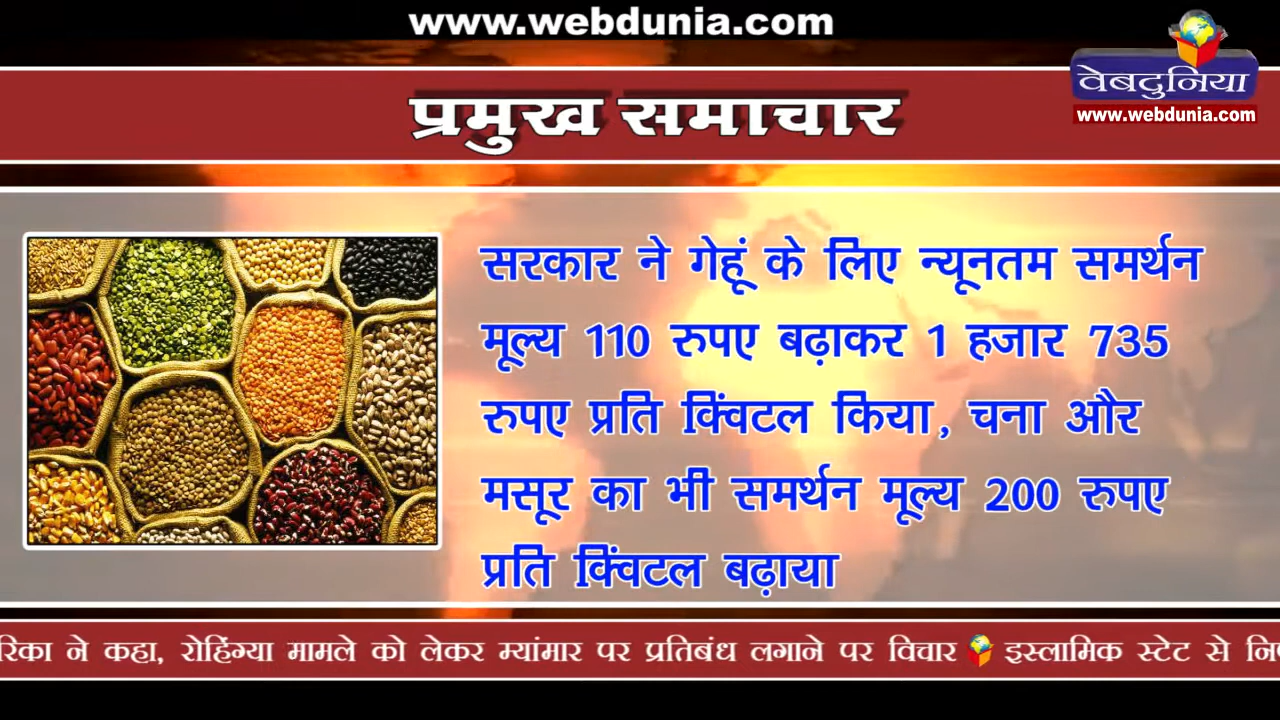 www.webdunia.com
वेबदुनिया
www.webdunia.com
प्रमुख समाचार
सरकार ने गेहूं के लिए न्यूनतम समर्थन
मूल्य 110 रुपए बढ़ाकर 1 हजार 735
रुपए प्रति क्विंटल किया, चना और
मसूर का भी समर्थन मूल्य 200 रुपए
प्रति क्विंटल बढ़ाया
रिका ने कहा, रोहिंग्या मामले को लेकर म्यांमार पर प्रतिबंध लगाने पर विचार इस्लामिक स्टेट से